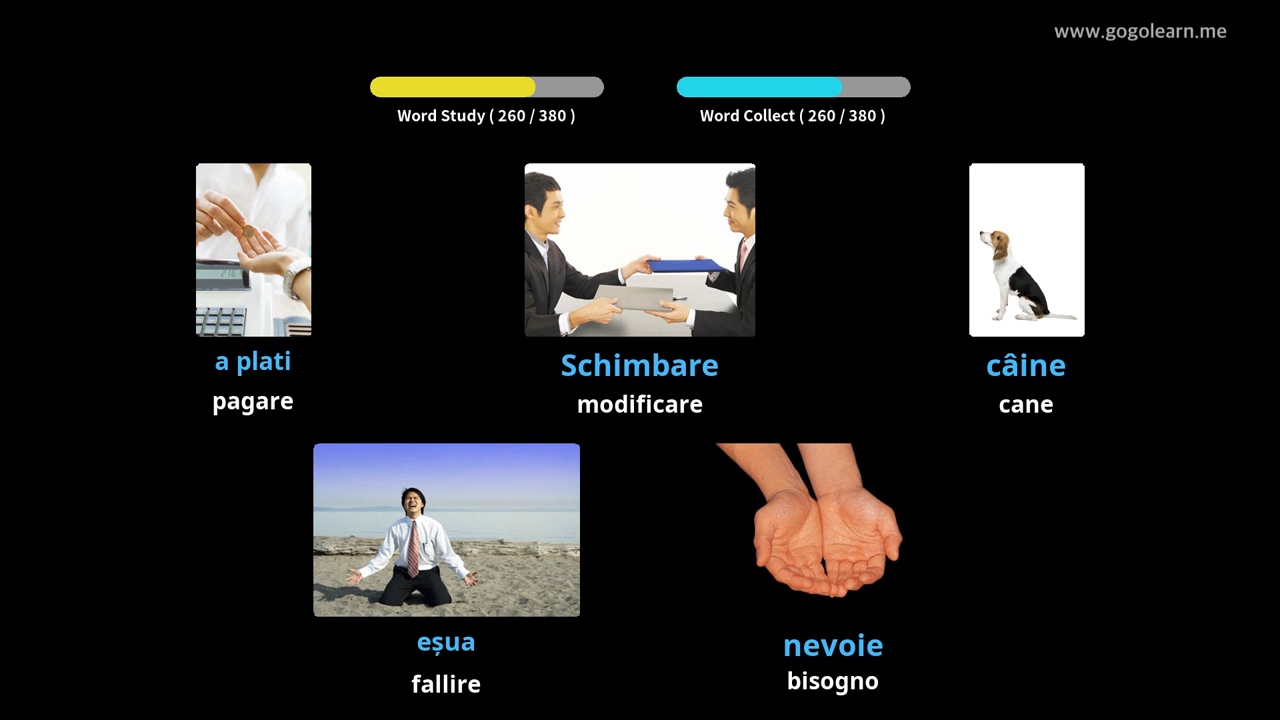 www.gogolearn.me
Word Study ( 260 / 380 )
Word Collect ( 260 / 380 )
a plati
pagare
Schimbare
modificare
câine
cane
eșua
fallire
nevoie
bisogno